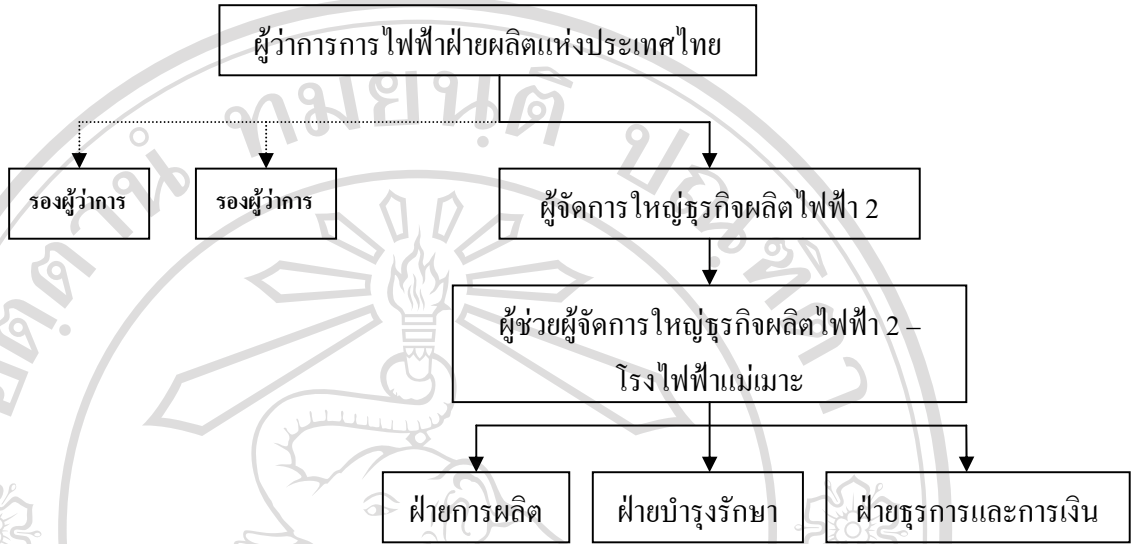 ผู้ว่าการการไฟฟ้าฝ่ายผลิตแห่งประเทศไทย
รองผู้ว่าการ
รองผู้ว่าการ
ผู้จัดการใหญ่ธุรกิจผลิตไฟฟ้า 2
ผู้ช่วยผู้จัดการใหญ่ธุรกิจผลิตไฟฟ้า 2 –
โรงไฟฟ้าแม่เมาะ
ฝ่ายการผลิต
ฝ่ายบำรุงรักษา
ฝ่ายธุรการและการเงิน